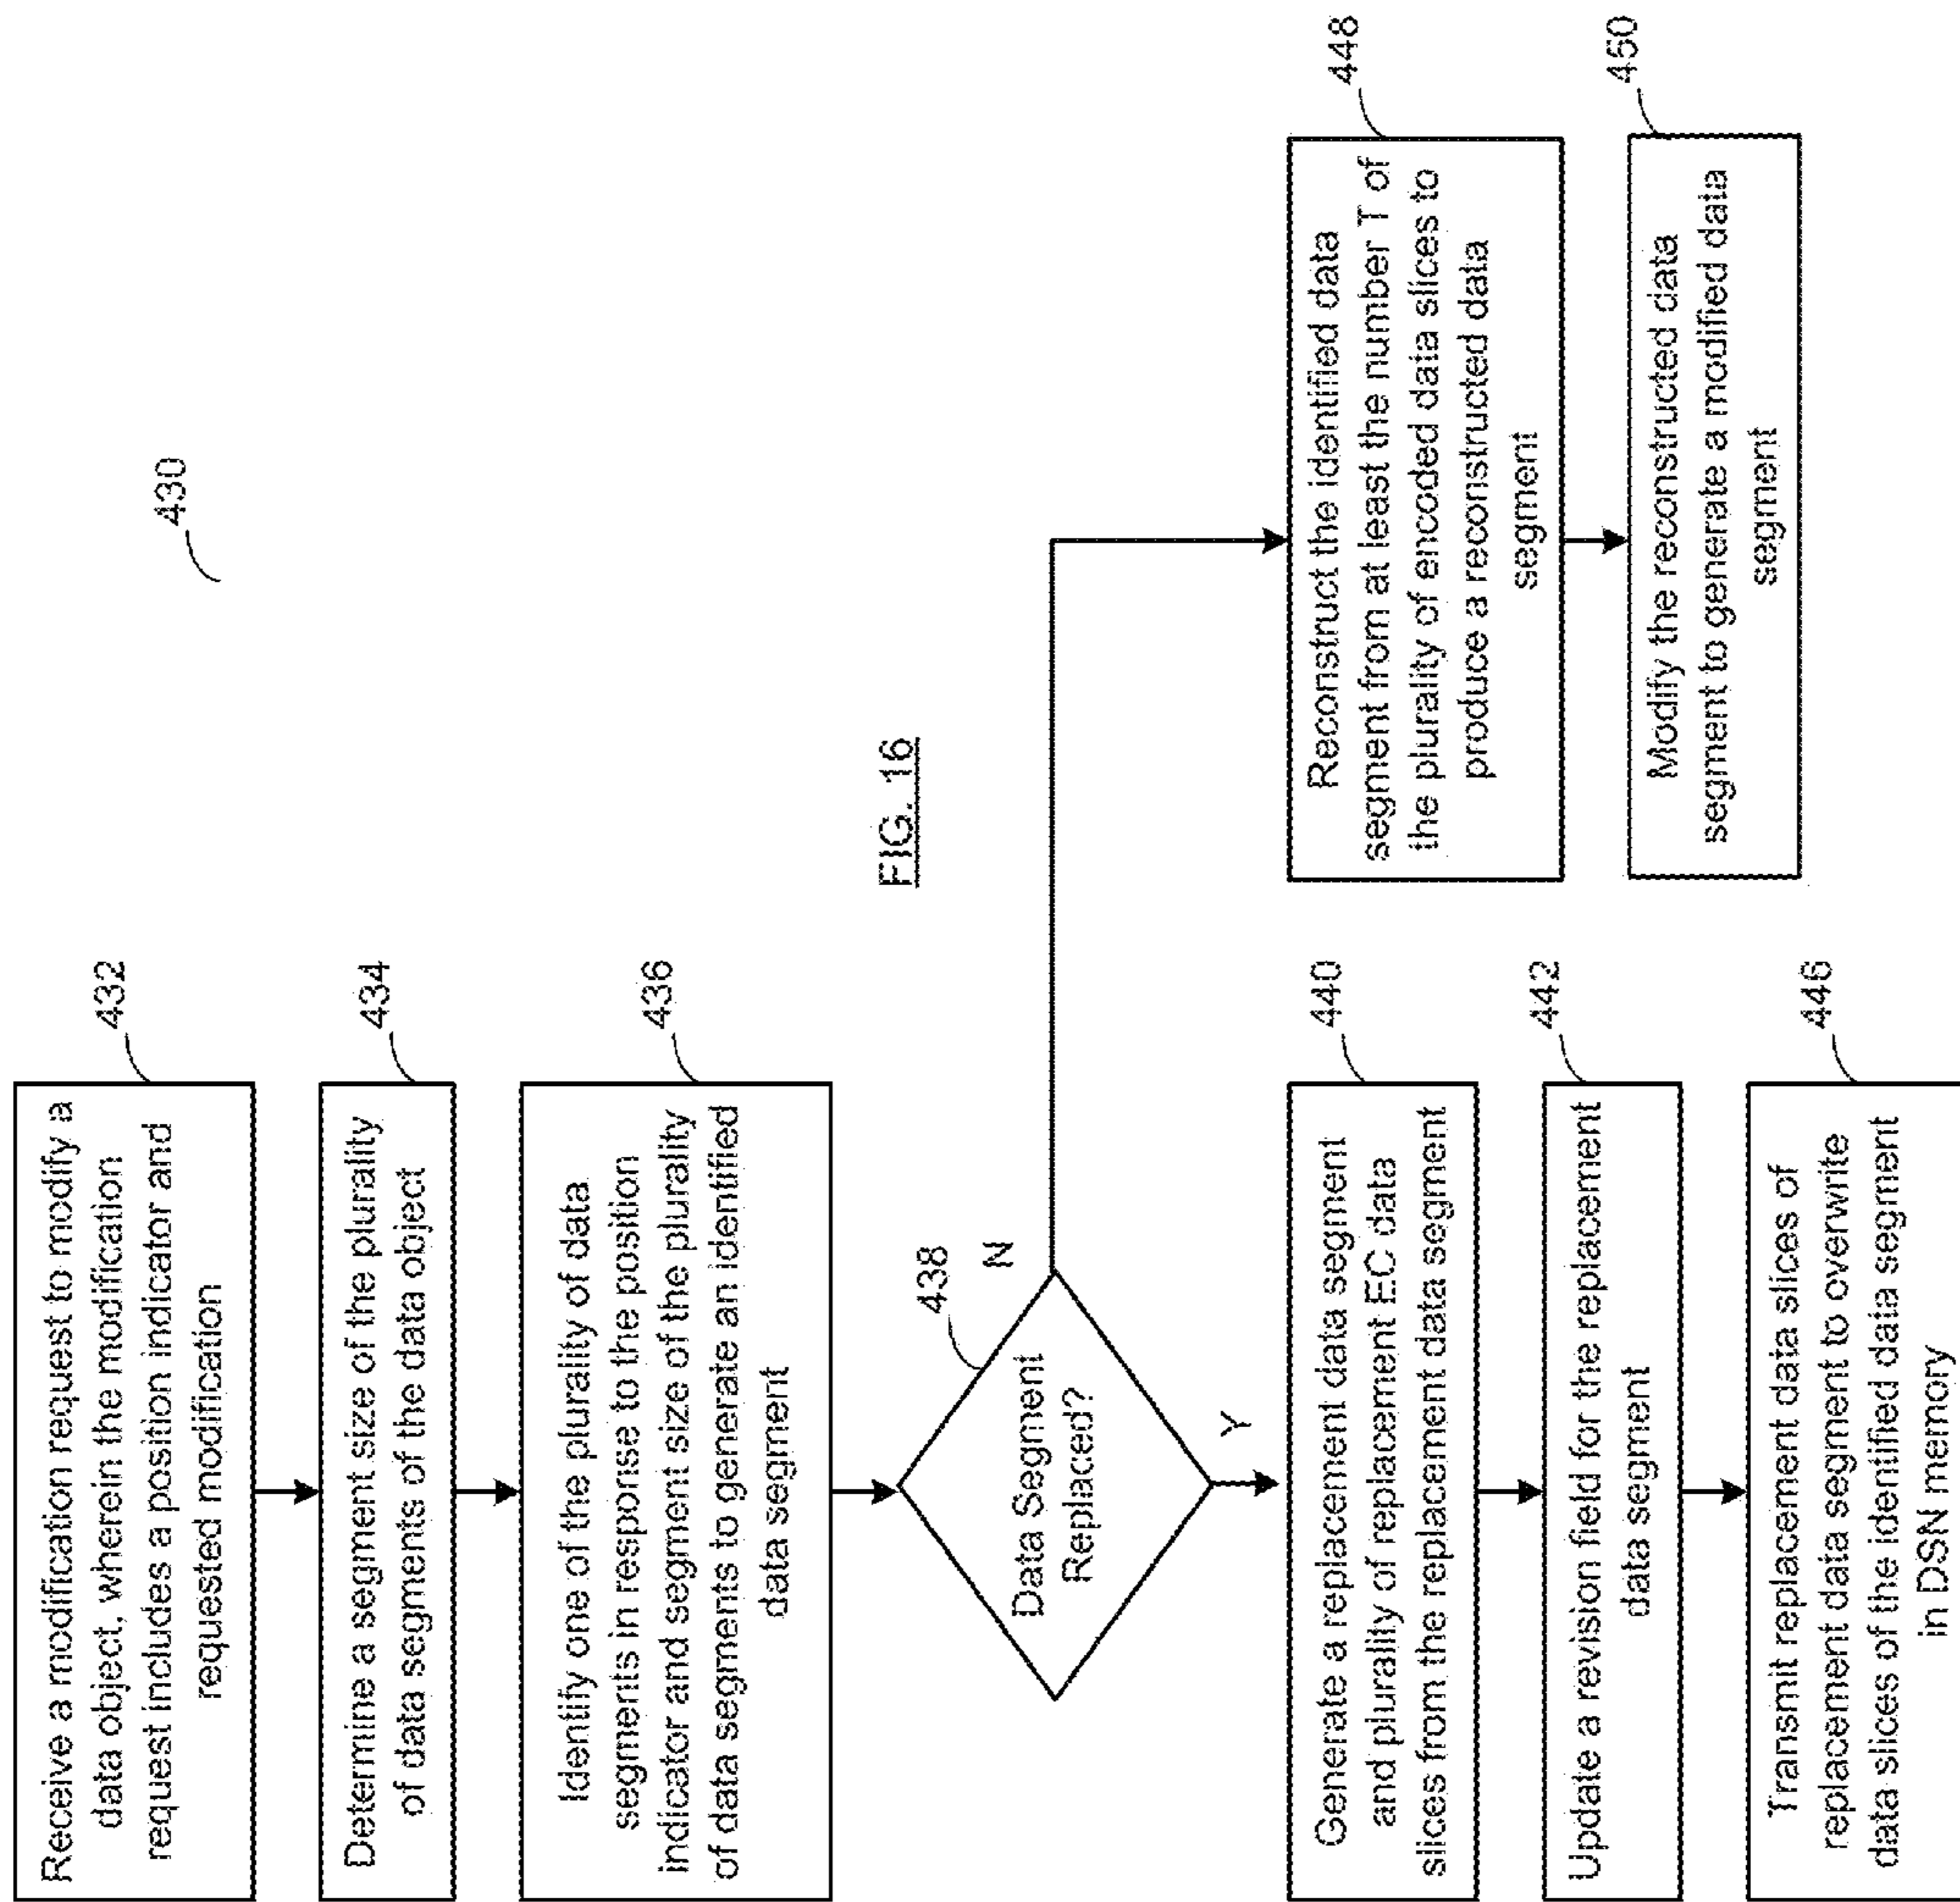 430
Receive a modification request to modify a
data object, wherein the modification
request includes a position indicator and
requested modification
432
Determine a segment size of the plurality
of data segments of the data object
434
Identify one of the plurality of data
segments in response to the position
indicator and segment size of the plurality
of data segments to generate an identified
data segment
436
Data Segment
Replaced?
438
N
Y
Generate a replacement data segment
and plurality of replacement EC data
slices from the replacement data segment
440
Update a revision field for the replacement
data segment
442
Transmit replacement data slices of
replacement data segment to overwrite
data slices of the identified data segment
in DSN memory
446
FIG. 16
Reconstruct the identified data
segment from at least the number T of
the plurality of encoded data slices to
produce a reconstructed data
segment
448
Modify the reconstructed data
segment to generate a modified data
segment
450